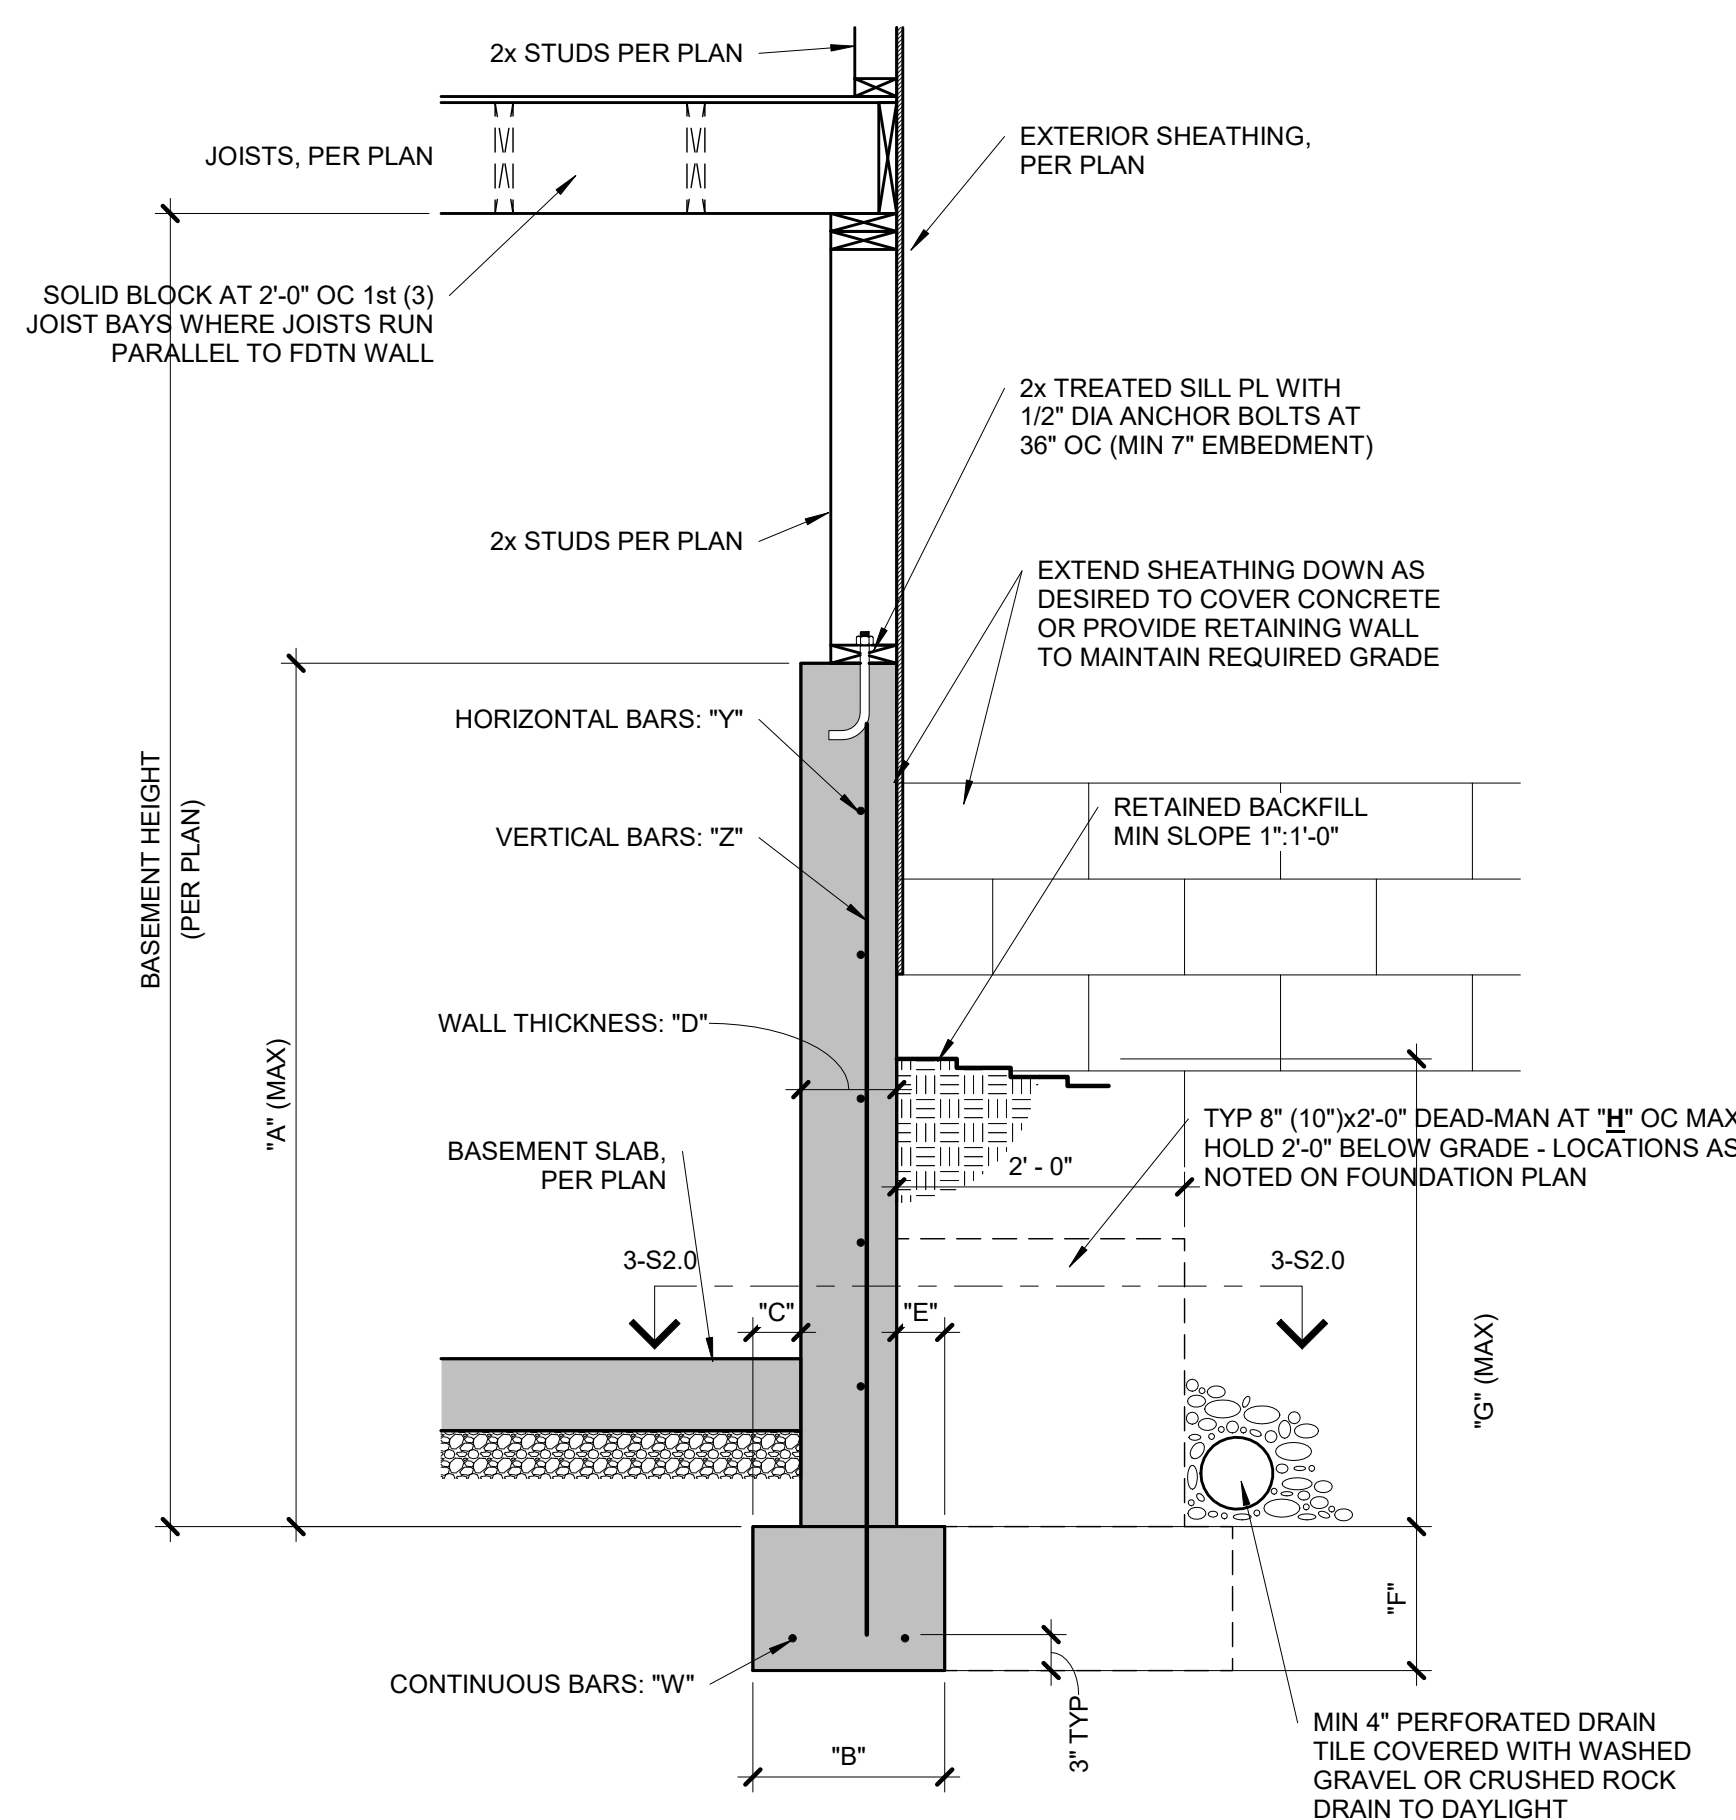 2x STUDS PER PLAN
JOISTS, PER PLAN
EXTERIOR SHEATHING,
PER PLAN
SOLID BLOCK AT 2'-0" OC 1st (3)
JOIST BAYS WHERE JOISTS RUN
PARALLEL TO FDTN WALL
2x TREATED SILL PL WITH
1/2" DIA ANCHOR BOLTS AT
36" OC (MIN 7" EMBEDMENT)
2x STUDS PER PLAN
EXTEND SHEATHING DOWN AS
DESIRED TO COVER CONCRETE
OR PROVIDE RETAINING WALL
TO MAINTAIN REQUIRED GRADE
HORIZONTAL BARS: "Y"
BASEMENT HEIGHT
(PER PLAN)
RETAINED BACKFILL
MIN SLOPE 1":1'-0"
VERTICAL BARS: "Z"
WALL THICKNESS: "D"
"A" (MAX)
TYP 8" (10")x2'-0" DEAD-MAN AT "H" OC MAX
HOLD 2'-0" BELOW GRADE - LOCATIONS AS
NOTED ON FOUNDATION PLAN
BASEMENT SLAB,
PER PLAN
2' - 0"
3-S2.0
3-S2.0
"C"
"E"
"G" (MAX)
"F"
CONTINUOUS BARS: "W"
3" TYP
"B"
MIN 4" PERFORATED DRAIN
TILE COVERED WITH WASHED
GRAVEL OR CRUSHED ROCK
DRAIN TO DAYLIGHT